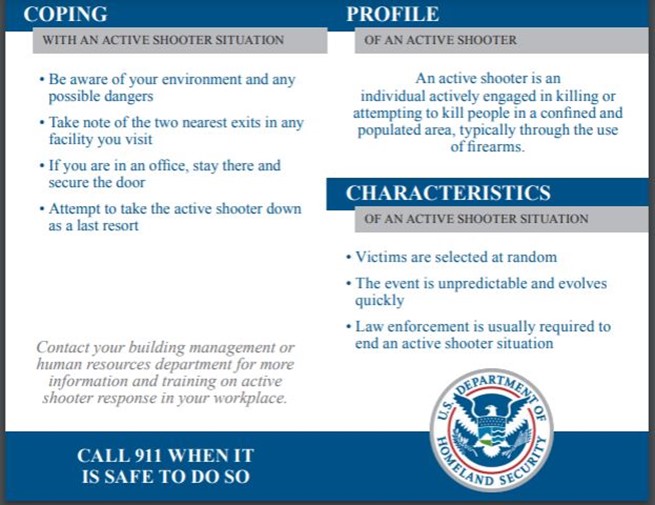 COPING
WITH AN ACTIVE SHOOTER SITUATION
• Be aware of your environment and any
possible dangers
• Take note of the two nearest exits in any
facility you visit
• If you are in an office, stay there and
secure the door
• Attempt to take the active shooter down
as a last resort
Contact your building management or
human resources department for more
information and training on active
shooter response in your workplace.
CALL 911 WHEN IT
IS SAFE TO DO SO
PROFILE
OF AN ACTIVE SHOOTER
An active shooter is an
individual actively engaged in killing or
attempting to kill people in a confined and
populated area, typically through the use
of firearms.
CHARACTERISTICS
OF AN ACTIVE SHOOTER SITUATION
• Victims are selected at random
• The event is unpredictable and evolves
quickly
• Law enforcement is usually required to
end an active shooter situation
U.S. DEPARTMENT OF
HOMELAND SECURITY